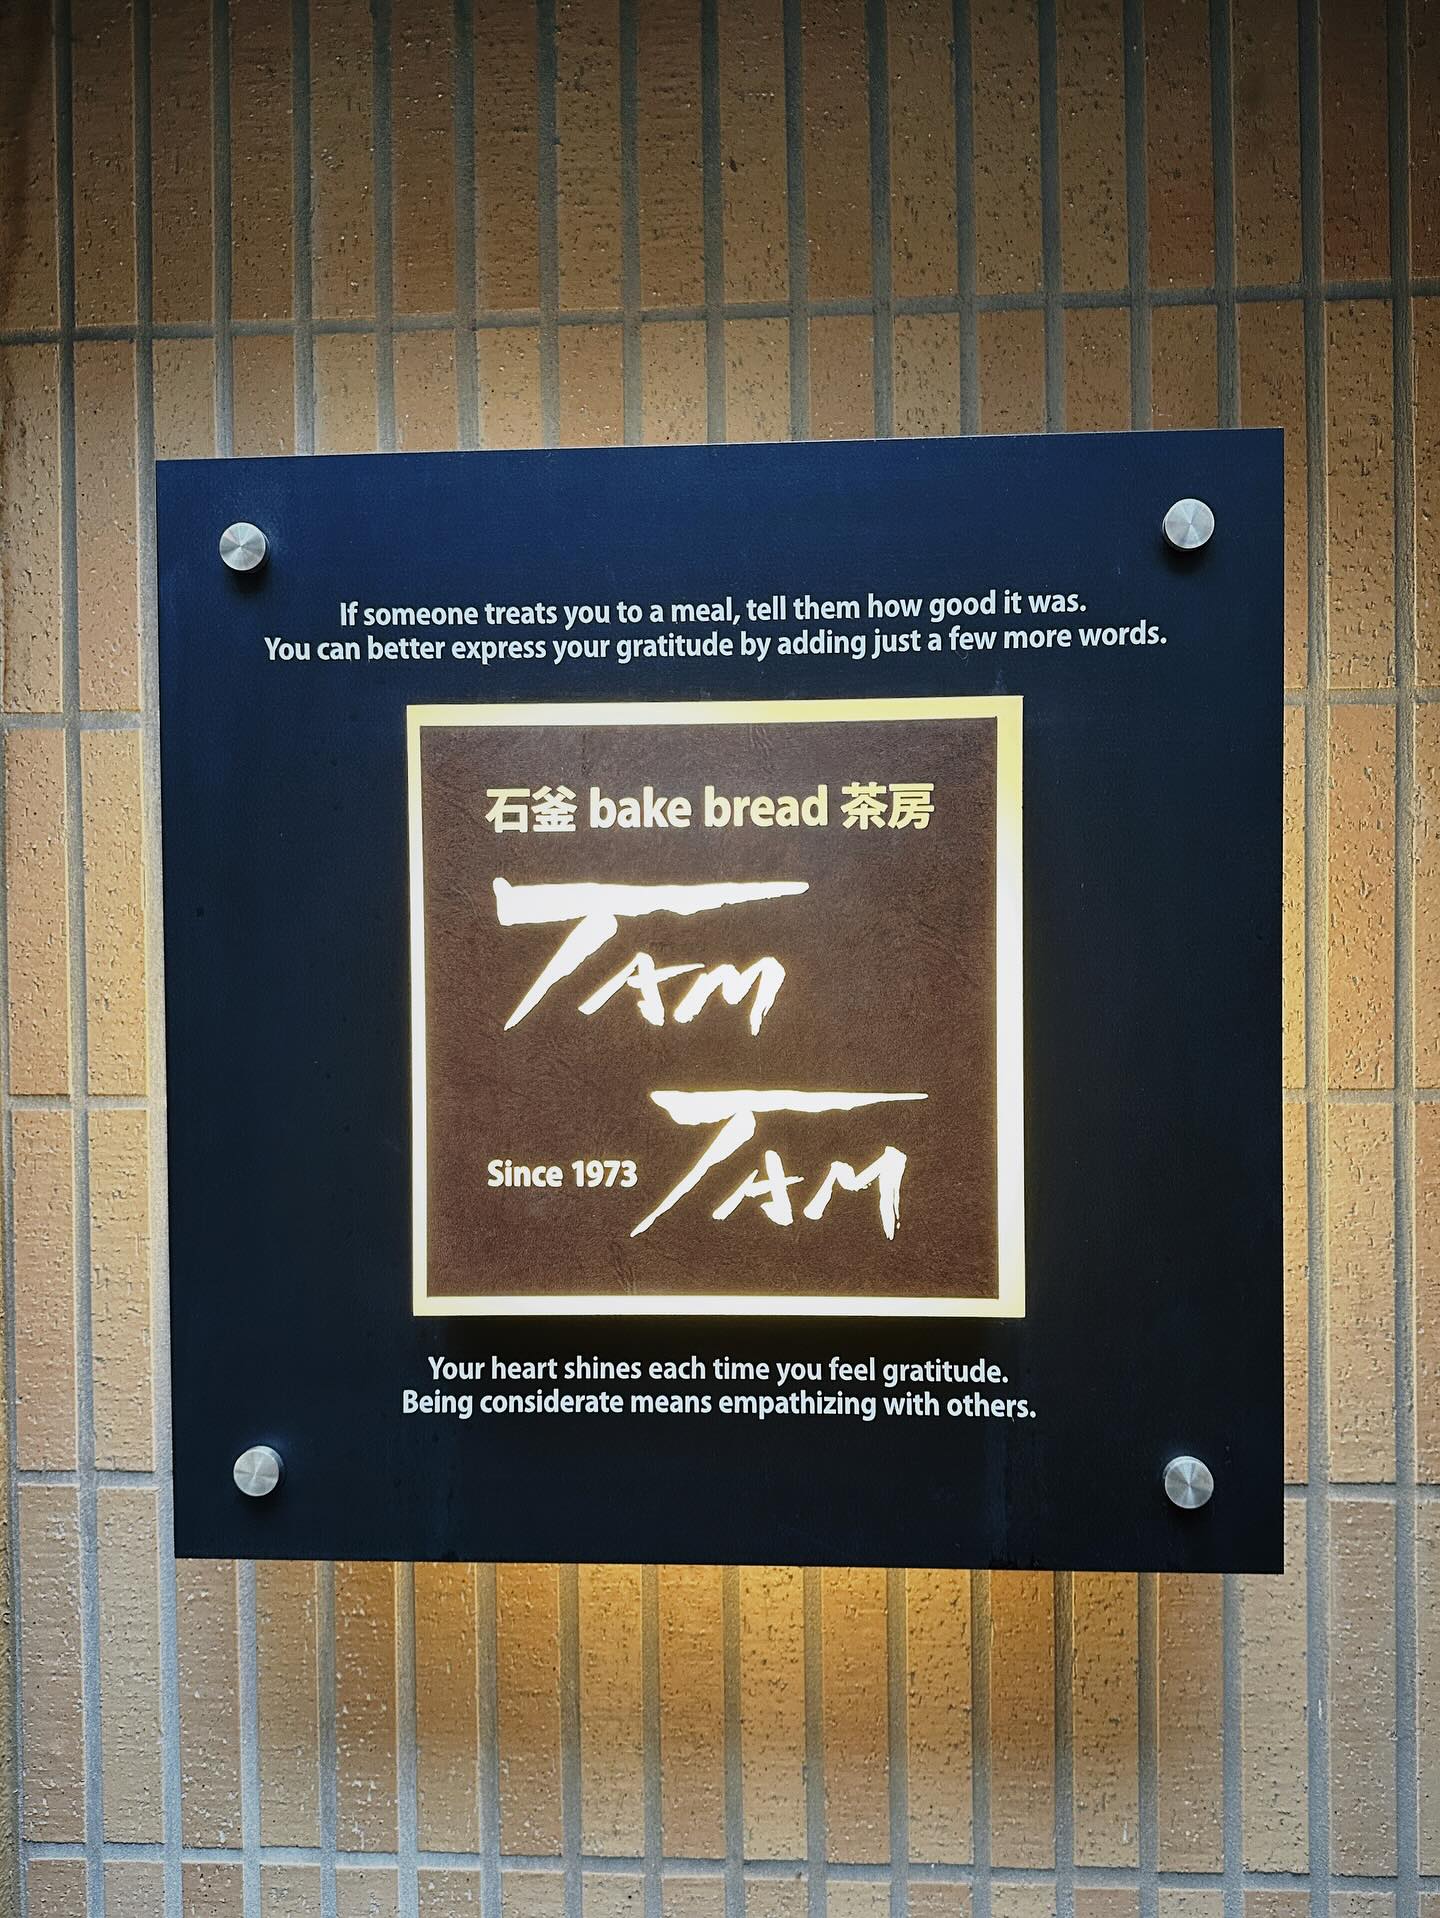 If someone treats you to a meal, tell them how good it was.
You can better express your gratitude by adding just a few more words.
石釜 bake bread 茶房
TAM
TAM
Since 1973
Your heart shines each time you feel gratitude.
Being considerate means empathizing with others.